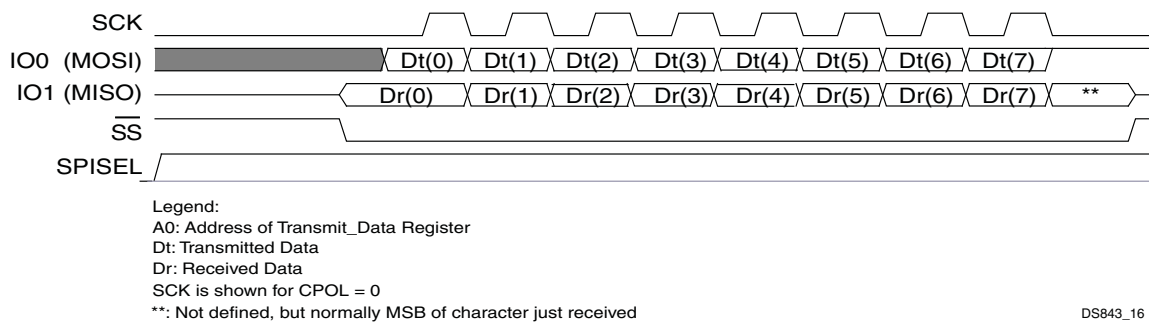 SCK
IO0 (MOSI) Dt(0) Dt(1) Dt(2) Dt(3) Dt(4) Dt(5) Dt(6) Dt(7)
IO1 (MISO) Dr(0) Dr(1) Dr(2) Dr(3) Dr(4) Dr(5) Dr(6) Dr(7) **
SS
SPISEL
Legend:
A0: Address of Transmit_Data Register
Dt: Transmitted Data
Dr: Received Data
SCK is shown for CPOL = 0
**: Not defined, but normally MSB of character just received
DS843_16